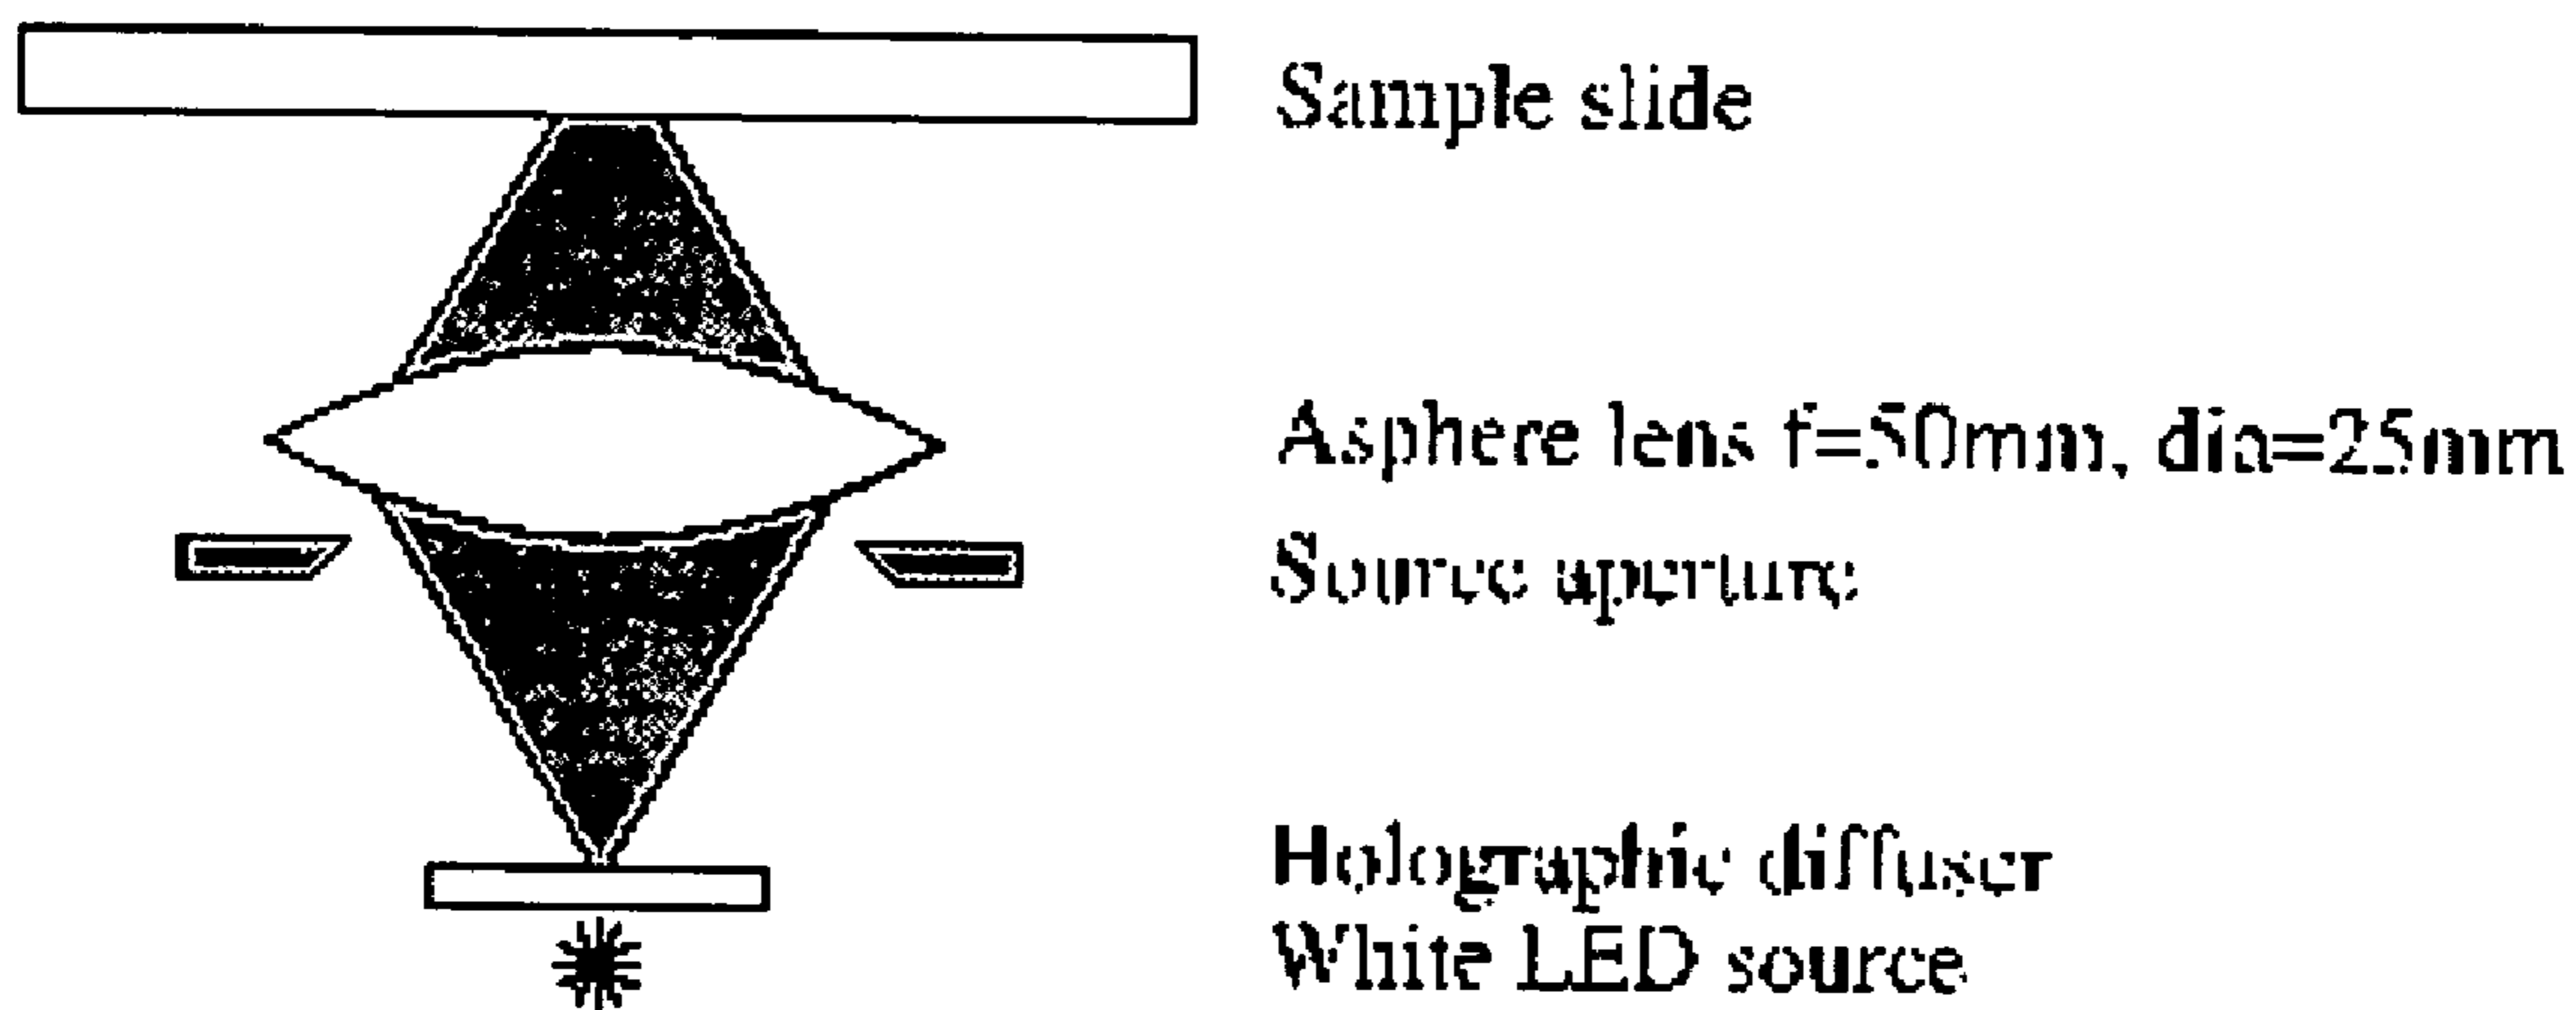 Sample slide
Asphere lens f=50mm, dia=25mm
Source aperture
Holographic diffuser
White LED source